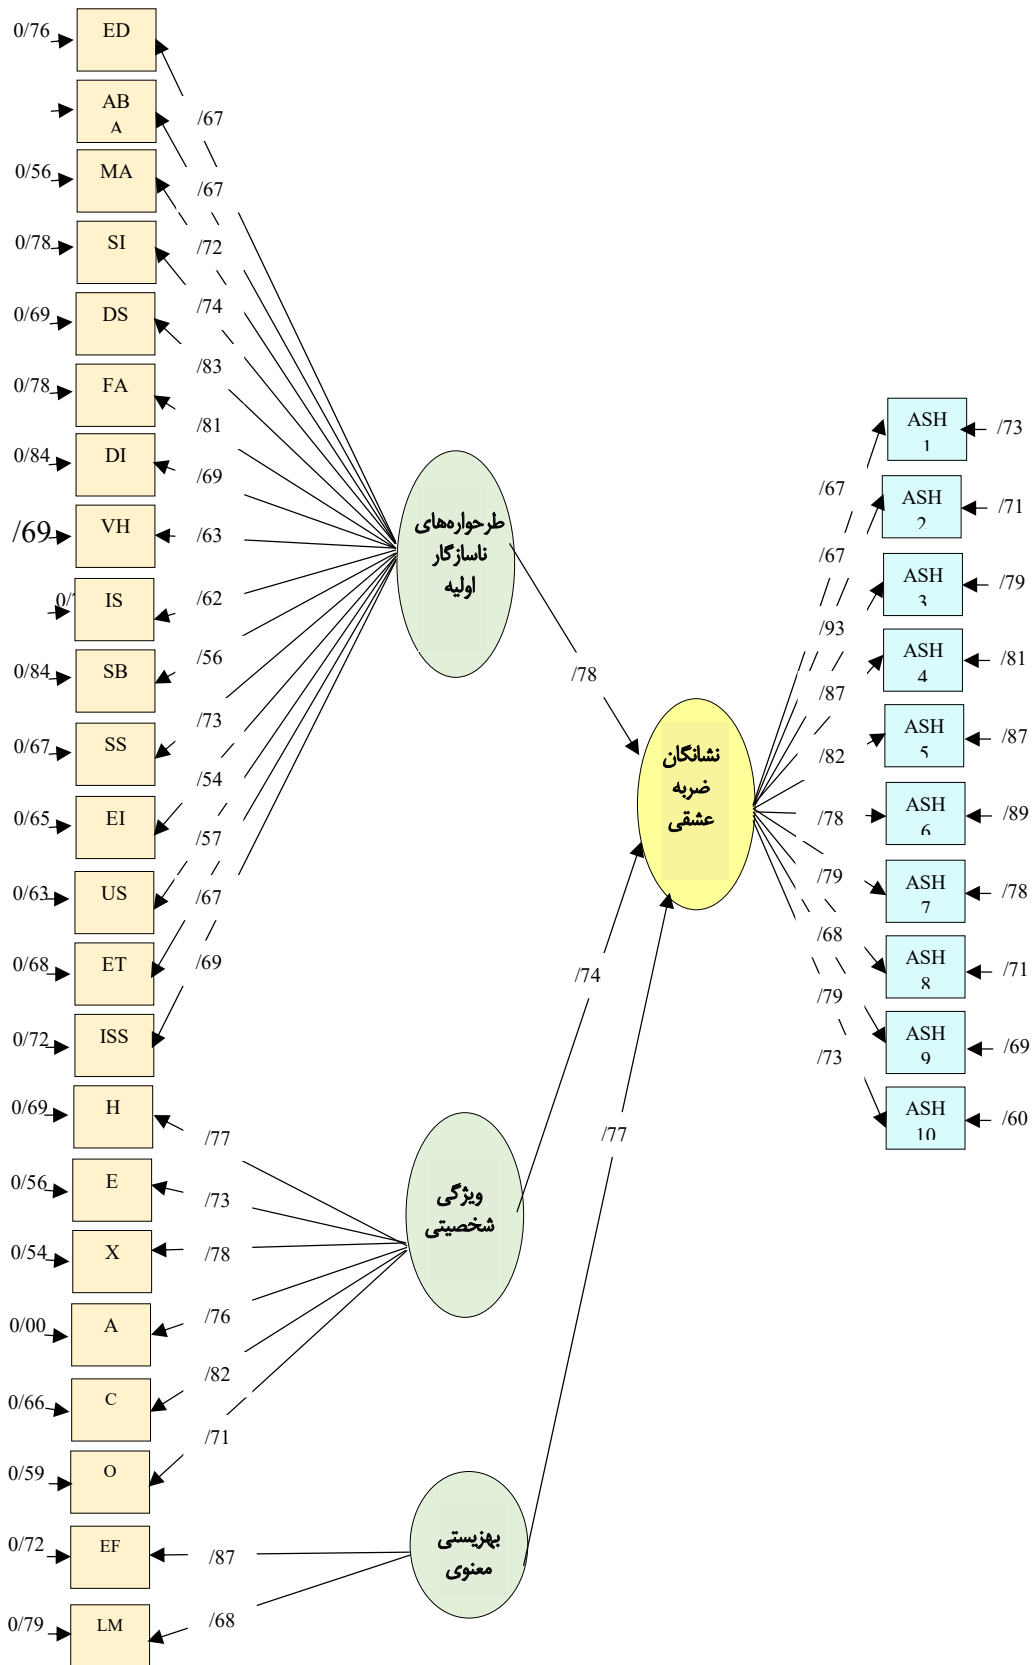 0/76
ED
/67
AB
A
/67
0/56
MA
/72
0/78
SI
/74
0/69
DS
/83
0/78
FA
/81
0/84
DI
/69
/69
VH
/63
IS
/62
0/84
SB
/56
0/67
SS
/73
0/65
EI
/54
0/63
US
/57
0/68
ET
/67
0/72
ISS
/69
0/69
H
/77
0/56
E
/73
0/54
X
/78
0/00
A
/76
0/66
C
/82
0/59
O
/71
0/72
EF
/87
0/79
LM
/68
طرحواره‌های
ناسازگار
اولیه
/78
ویژگی
شخصیتی
/74
بهزیستی
معنوی
/77
نشانگان
ضربه
عشقی
/67
ASH
1
/73
/67
ASH
2
/71
/93
ASH
3
/79
/87
ASH
4
/81
/82
ASH
5
/87
/78
ASH
6
/89
/79
ASH
7
/78
/68
ASH
8
/71
/79
ASH
9
/69
/73
ASH
10
/60